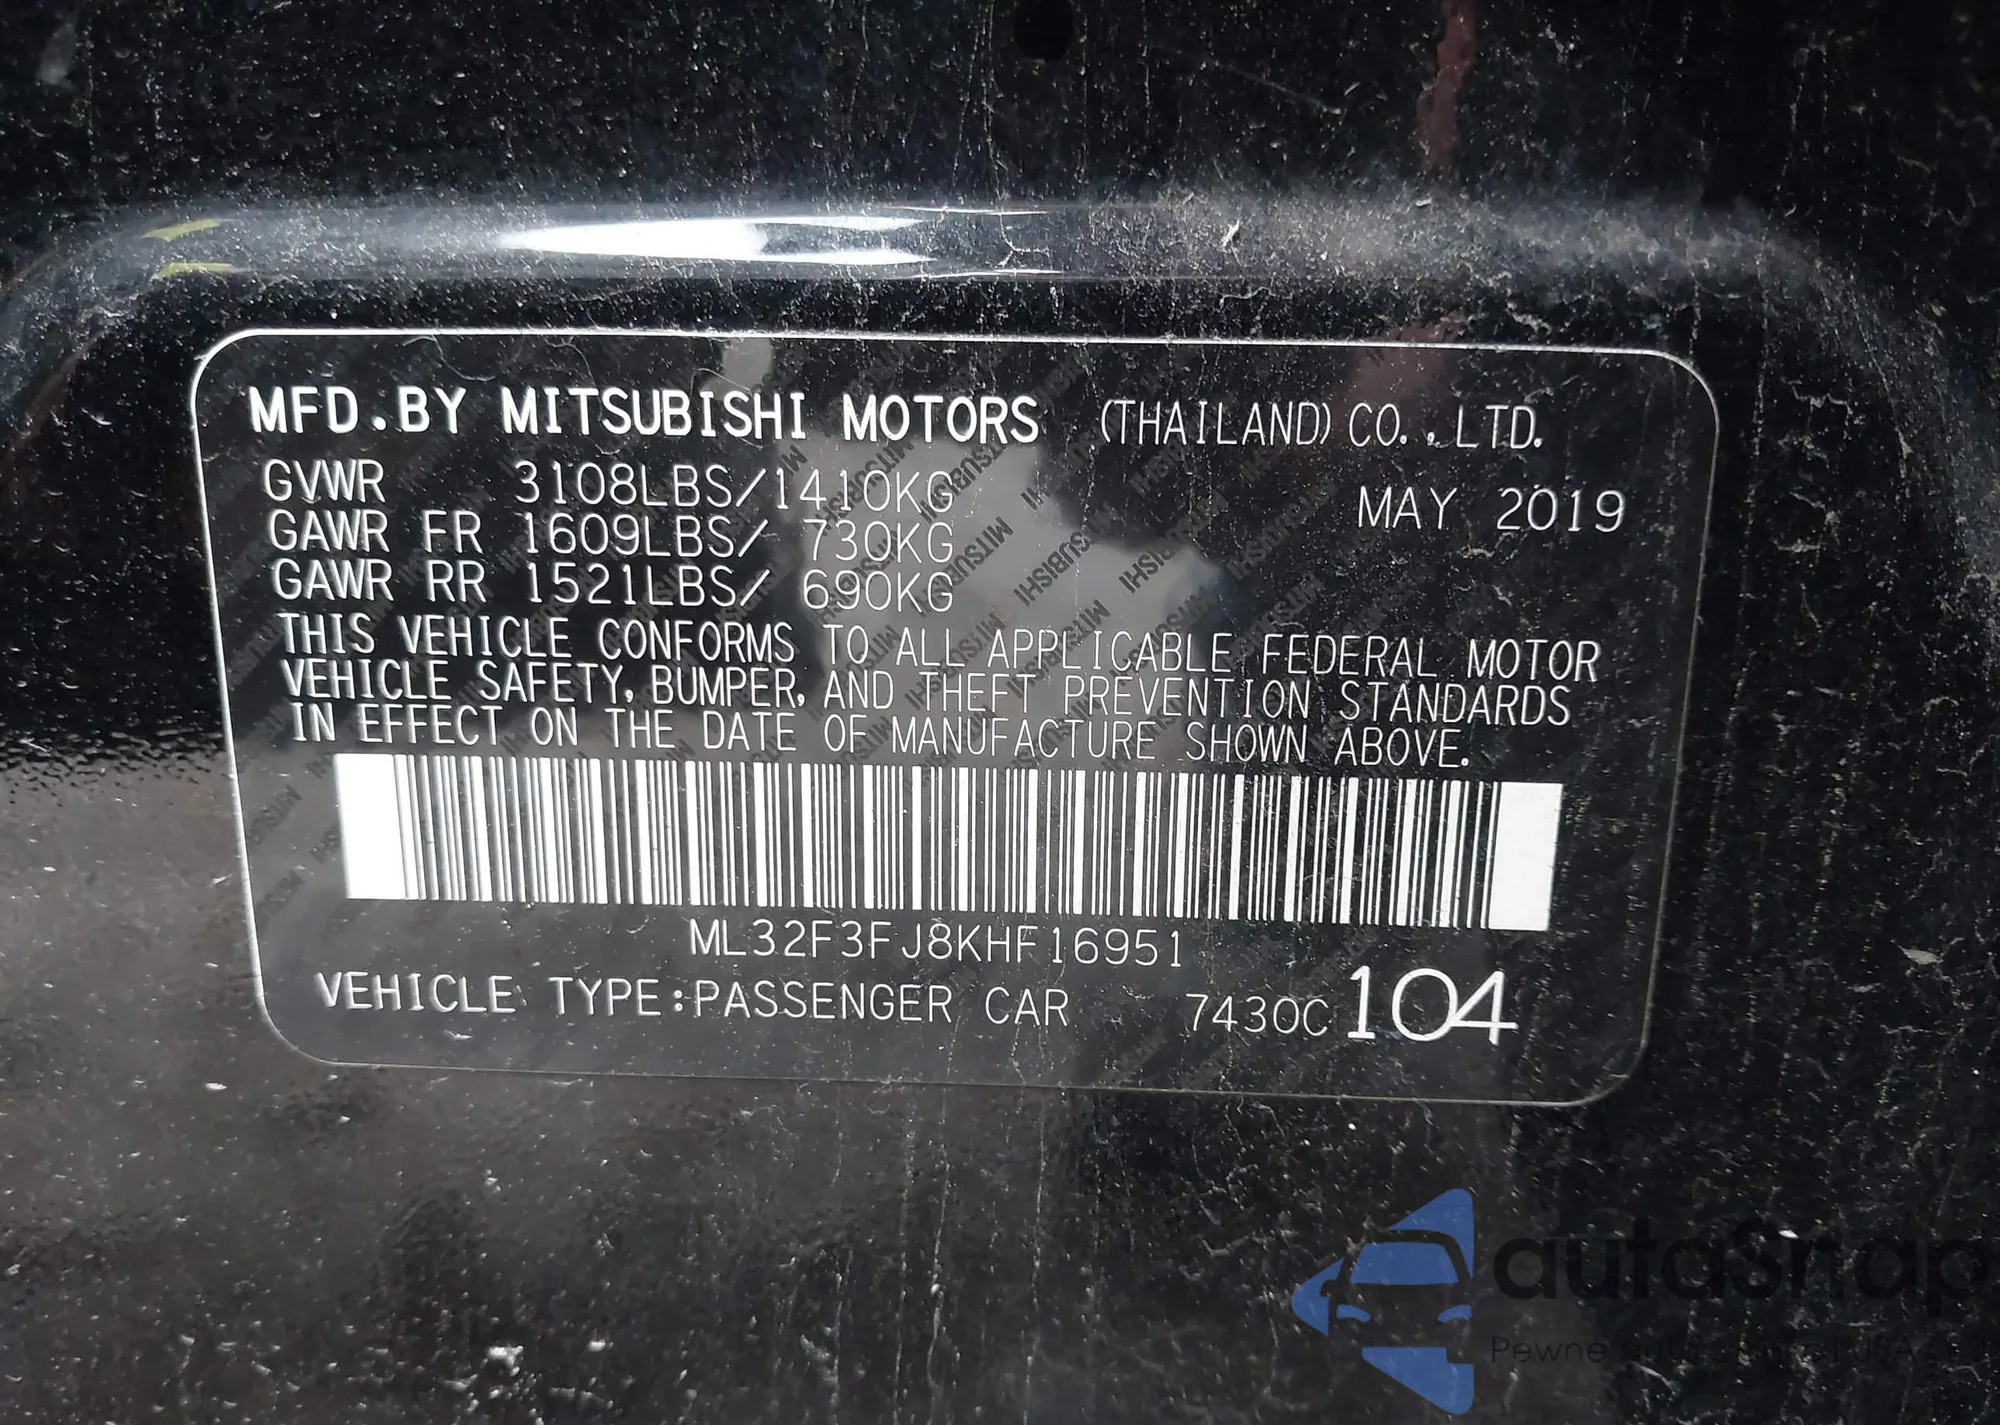 MFD.BY MITSUBISHI MOTORS (THAILAND) CO.,LTD.
GVWR 3108LBS/1410KG
MAY 2019
GAWR FR 1609LBS/ 730KG
GAWR RR 1521LBS/ 690KG
THIS VEHICLE CONFORMS TO ALL APPLICABLE FEDERAL MOTOR
VEHICLE SAFETY, BUMPER, AND THEFT PREVENTION STANDARDS
IN EFFECT ON THE DATE OF MANUFACTURE SHOWN ABOVE.
ML32F3FJ8KHF16951
VEHICLE TYPE:PASSENGER CAR 7430C 104
autoSnap
Pewne auta